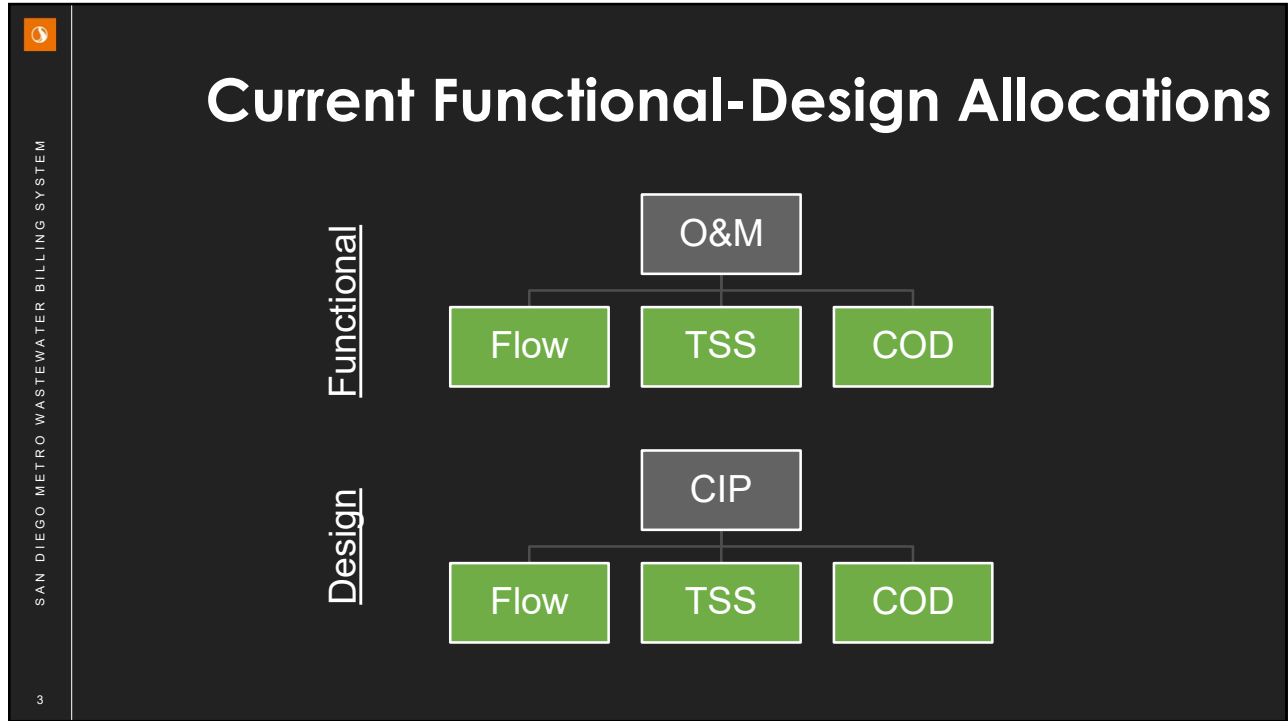 Current Functional-Design Allocations
SAN DIEGO METRO WASTEWATER BILLING SYSTEM
Functional
O&M
Flow
TSS
COD
Design
CIP
Flow
TSS
COD
3